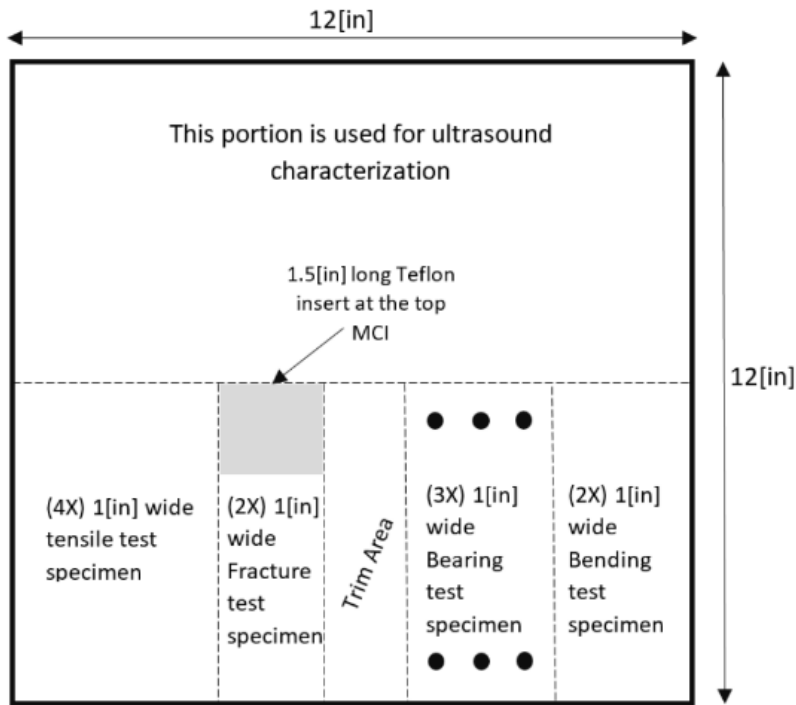 12[in]
This portion is used for ultrasound
characterization
1.5[in] long Teflon
insert at the top
MCI
12[in]
(4X) 1[in] wide
tensile test
specimen
(2X) 1[in]
wide
Fracture
test
specimen
Trim Area
(3X) 1[in]
wide
Bearing
test
specimen
(2X) 1[in]
wide
Bending
test
specimen